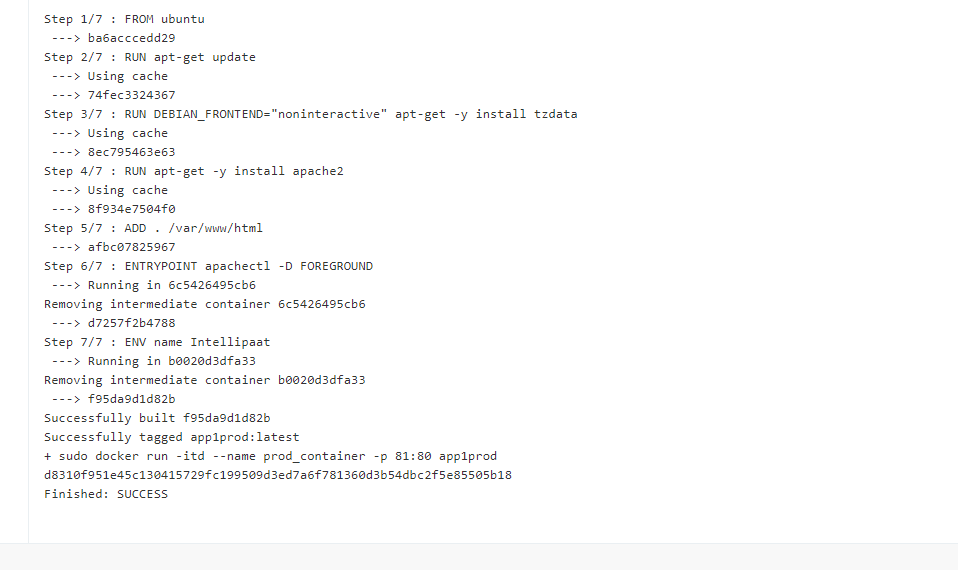 Step 1/7 : FROM ubuntu
 ---> ba6acccedd29
Step 2/7 : RUN apt-get update
 ---> Using cache
 ---> 74fec3324367
Step 3/7 : RUN DEBIAN_FRONTEND="noninteractive" apt-get -y install tzdata
 ---> Using cache
 ---> 8ec795463e63
Step 4/7 : RUN apt-get -y install apache2
 ---> Using cache
 ---> 8f934e7504f0
Step 5/7 : ADD . /var/www/html
 ---> afbc07825967
Step 6/7 : ENTRYPOINT apachectl -D FOREGROUND
 ---> Running in 6c5426495cb6
Removing intermediate container 6c5426495cb6
 ---> d7257f2b4788
Step 7/7 : ENV name Intellipaat
 ---> Running in b0020d3dfa33
Removing intermediate container b0020d3dfa33
 ---> f95da9d1d82b
Successfully built f95da9d1d82b
Successfully tagged app1prod:latest
+ sudo docker run -itd --name prod_container -p 81:80 app1prod
d8310f951e45c130415729fc199509d3ed7a6f781360d3b54dbc2f5e85505b18
Finished: SUCCESS